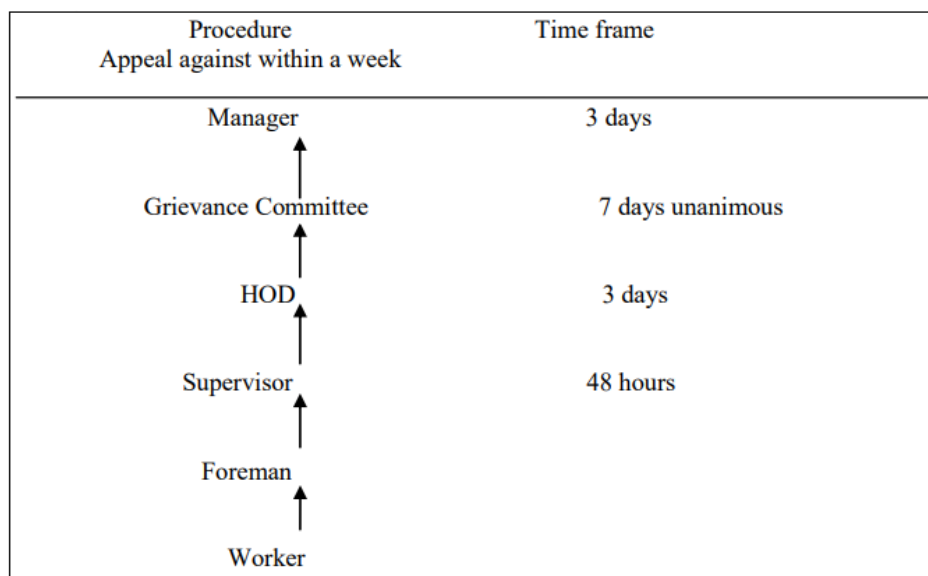 Procedure Time frame
Appeal against within a week
Manager 3 days
Grievance Committee 7 days unanimous
HOD 3 days
Supervisor 48 hours
Foreman
Worker